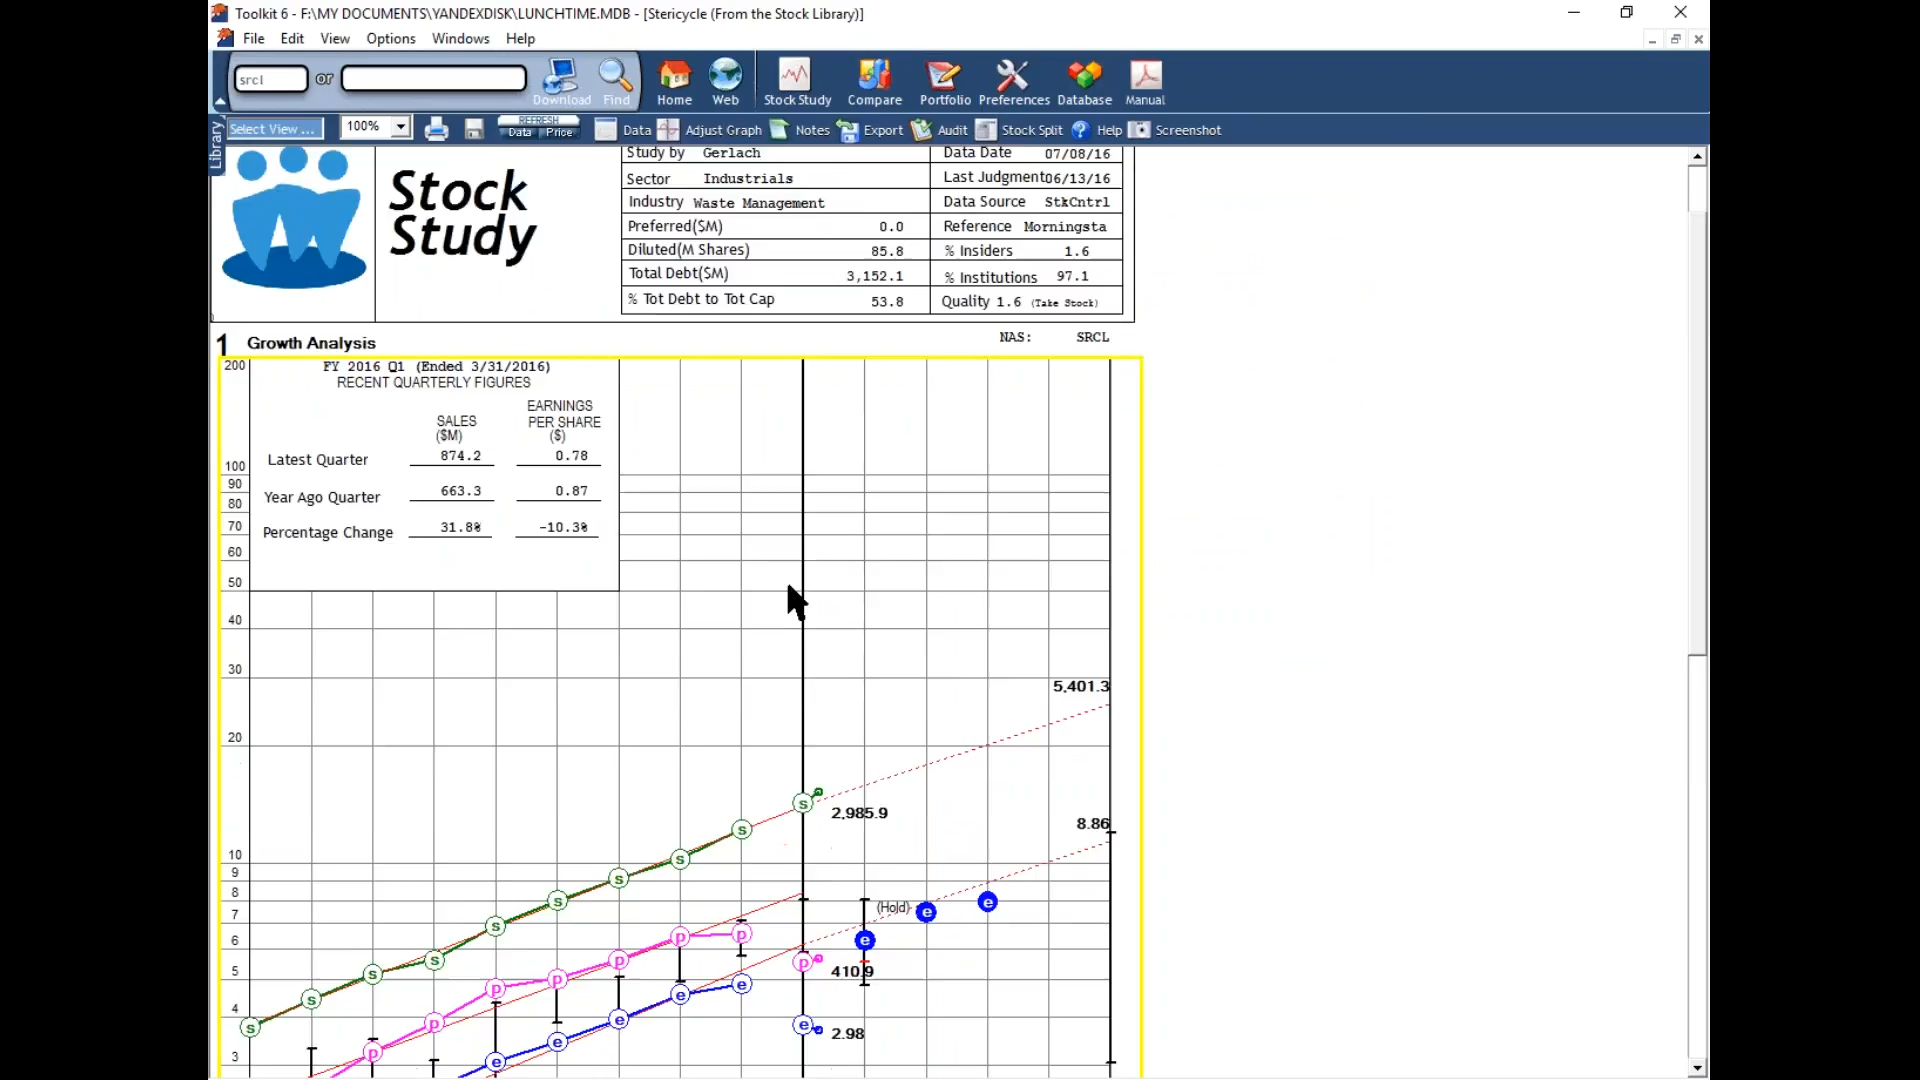 Toolkit 6 - F:\MY DOCUMENTS\YANDEXDISK\LUNCHTIME.MDB - [Stericycle (From the Stock Library)]
File Edit View Options Windows Help
srcl or Download Find Home Web Stock Study Compare Portfolio Preferences Database Manual
Library
Select View ... 100% REFRESH Data Price Data Adjust Graph Notes Export Audit Stock Split Help Screenshot
Stock
Study
Study by Gerlach Data Date 07/08/16
Sector Industrials Last Judgment 06/13/16
Industry Waste Management Data Source StkCntrl
Preferred($M) 0.0 Reference Morningsta
Diluted(M Shares) 85.8 % Insiders 1.6
Total Debt($M) 3,152.1 % Institutions 97.1
% Tot Debt to Tot Cap 53.8 Quality 1.6 (Take Stock)
1 Growth Analysis NAS: SRCL
FY 2016 Q1 (Ended 3/31/2016)
RECENT QUARTERLY FIGURES
SALES ($M) EARNINGS PER SHARE ($)
Latest Quarter 874.2 0.78
Year Ago Quarter 663.3 0.87
Percentage Change 31.8% -10.3%
200
100
90
80
70
60
50
40
30
20
10
9
8
7
6
5
4
3
5,401.3
2,985.9
8.86
(Hold)
410.9
2.98
s s s s s s s s s s
p p p p p p p p
e e e e e e
e e e